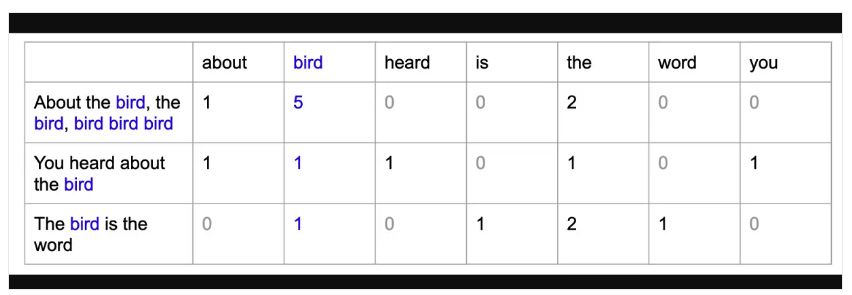 about bird heard is the word you
About the bird, the 1 5 0 0 2 0 0
bird, bird bird bird
You heard about 1 1 1 0 1 0 1
the bird
The bird is the 0 1 0 1 2 1 0
word